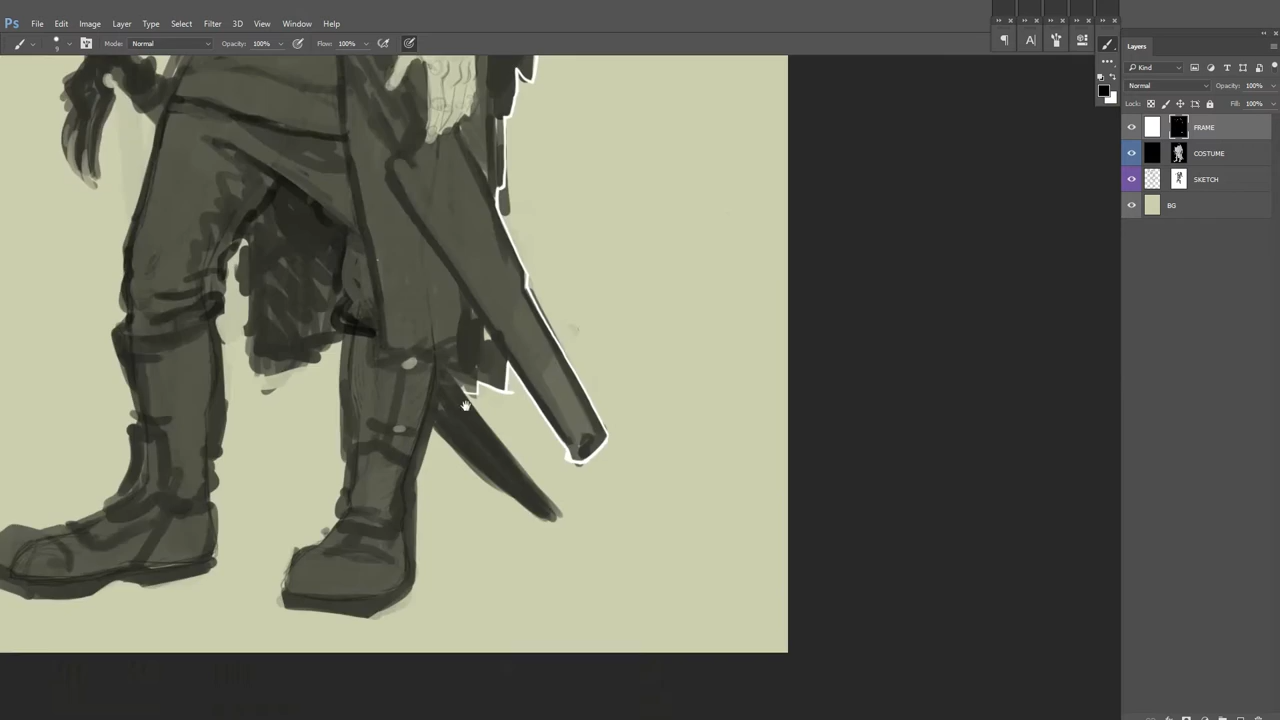 Ps File Edit Image Layer Type Select Filter 3D View Window Help
9 Mode: Normal Opacity: 100% Flow: 100%
Layers
Kind
Normal Opacity: 100%
Lock: Fill: 100%
FRAME
COSTUME
SKETCH
BG